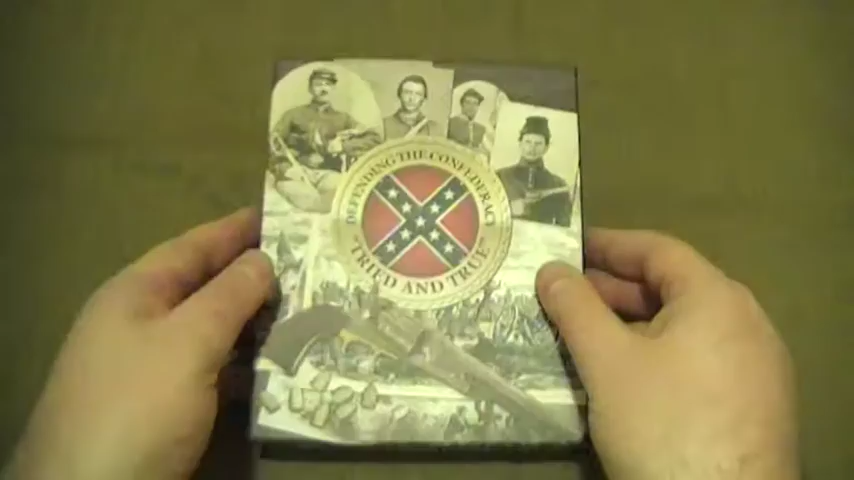 DEFENDING THE CONFEDERACY
"TRIED AND TRUE"